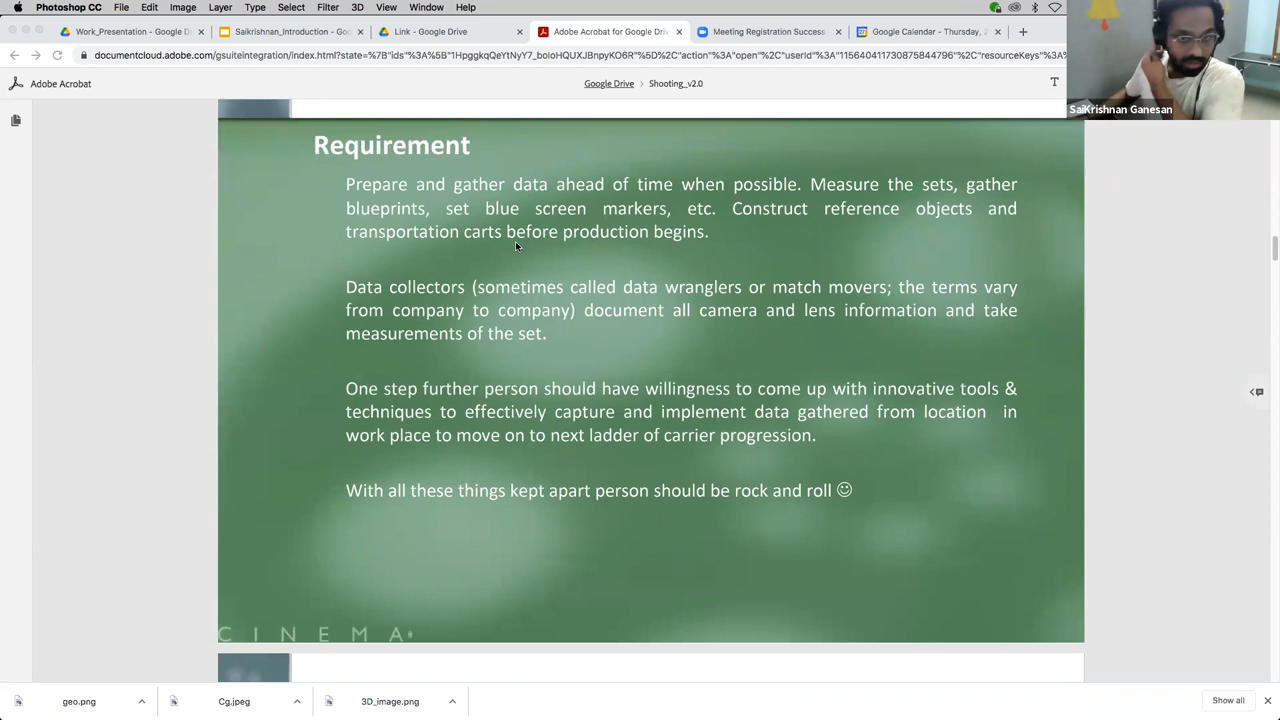 Photoshop CC File Edit Image Layer Type Select Filter 3D View Window Help
Work_Presentation - Google D Saikrishnan_Introduction - Goo Link - Google Drive Adobe Acrobat for Google Driv Meeting Registration Success Google Calendar - Thursday, 2
Adobe Acrobat
Google Drive Shooting_v2.0
SaiKrishnan Ganesan
Requirement
Prepare and gather data ahead of time when possible. Measure the sets, gather
blueprints, set blue screen markers, etc. Construct reference objects and
transportation carts before production begins.
Data collectors (sometimes called data wranglers or match movers; the terms vary
from company to company) document all camera and lens information and take
measurements of the set.
One step further person should have willingness to come up with innovative tools &
techniques to effectively capture and implement data gathered from location in
work place to move on to next ladder of carrier progression.
With all these things kept apart person should be rock and roll ☺
CINEMA
geo.png Cg.jpeg 3D_image.png Show all